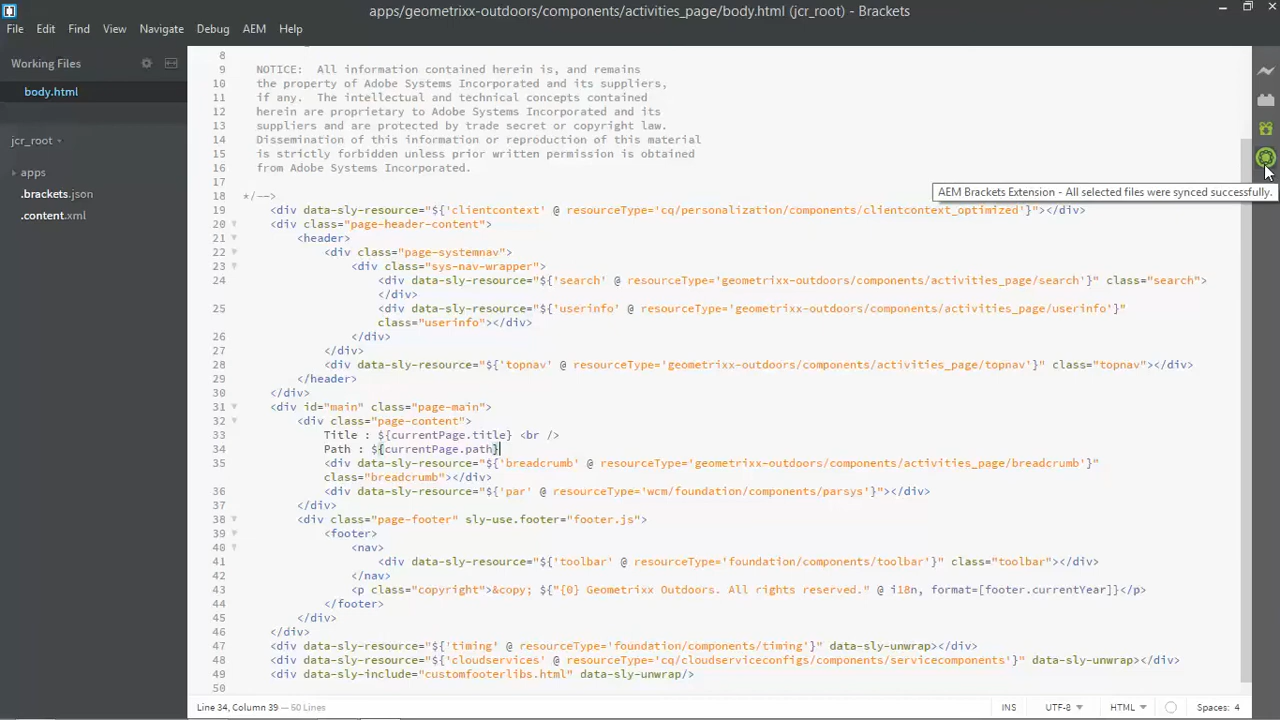 apps/geometrixx-outdoors/components/activities_page/body.html (jcr_root) - Brackets
File Edit Find View Navigate Debug AEM Help
Working Files
body.html
jcr_root
apps
.brackets.json
.content.xml
8
9 NOTICE:  All information contained herein is, and remains
10 the property of Adobe Systems Incorporated and its suppliers,
11 if any.  The intellectual and technical concepts contained
12 herein are proprietary to Adobe Systems Incorporated and its
13 suppliers and are protected by trade secret or copyright law.
14 Dissemination of this information or reproduction of this material
15 is strictly forbidden unless prior written permission is obtained
16 from Adobe Systems Incorporated.
17
18 */-->
AEM Brackets Extension - All selected files were synced successfully.
19 <div data-sly-resource="${'clientcontext' @ resourceType='cq/personalization/components/clientcontext_optimized'}"></div>
20 <div class="page-header-content">
21 <header>
22 <div class="page-systemnav">
23 <div class="sys-nav-wrapper">
24 <div data-sly-resource="${'search' @ resourceType='geometrixx-outdoors/components/activities_page/search'}" class="search">
</div>
25 <div data-sly-resource="${'userinfo' @ resourceType='geometrixx-outdoors/components/activities_page/userinfo'}"
class="userinfo"></div>
26 </div>
27 </div>
28 <div data-sly-resource="${'topnav' @ resourceType='geometrixx-outdoors/components/activities_page/topnav'}" class="topnav"></div>
29 </header>
30 </div>
31 <div id="main" class="page-main">
32 <div class="page-content">
33 Title : ${currentPage.title} <br />
34 Path : ${currentPage.path}
35 <div data-sly-resource="${'breadcrumb' @ resourceType='geometrixx-outdoors/components/activities_page/breadcrumb'}"
class="breadcrumb"></div>
36 <div data-sly-resource="${'par' @ resourceType='wcm/foundation/components/parsys'}"></div>
37 </div>
38 <div class="page-footer" sly-use.footer="footer.js">
39 <footer>
40 <nav>
41 <div data-sly-resource="${'toolbar' @ resourceType='foundation/components/toolbar'}" class="toolbar"></div>
42 </nav>
43 <p class="copyright">&copy; ${"{0} Geometrixx Outdoors. All rights reserved." @ i18n, format=[footer.currentYear]}</p>
44 </footer>
45 </div>
46 </div>
47 <div data-sly-resource="${'timing' @ resourceType='foundation/components/timing'}" data-sly-unwrap></div>
48 <div data-sly-resource="${'cloudservices' @ resourceType='cq/cloudserviceconfigs/components/servicecomponents'}" data-sly-unwrap></div>
49 <div data-sly-include="customfooterlibs.html" data-sly-unwrap/>
50
Line 34, Column 39 — 50 Lines INS UTF-8 HTML Spaces: 4